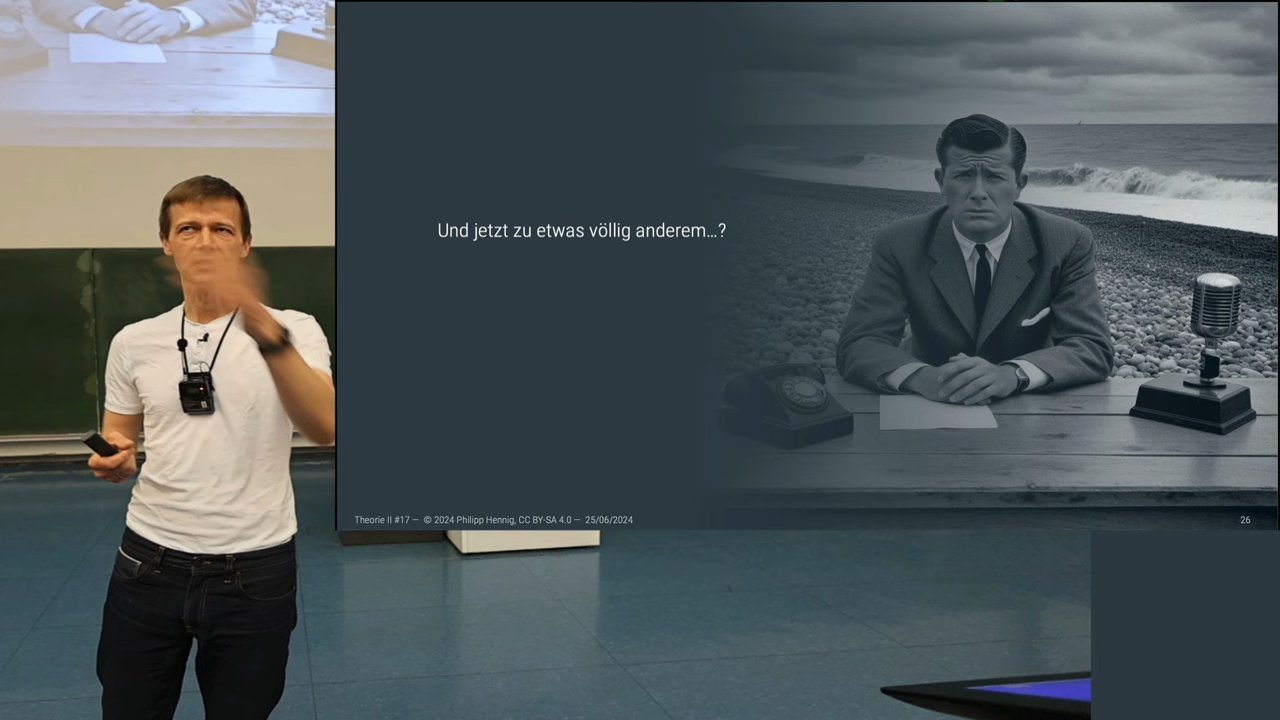 Und jetzt zu etwas völlig anderem…?
Theorie II #17 — © 2024 Philipp Hennig, CC BY-SA 4.0 — 25/06/2024
26